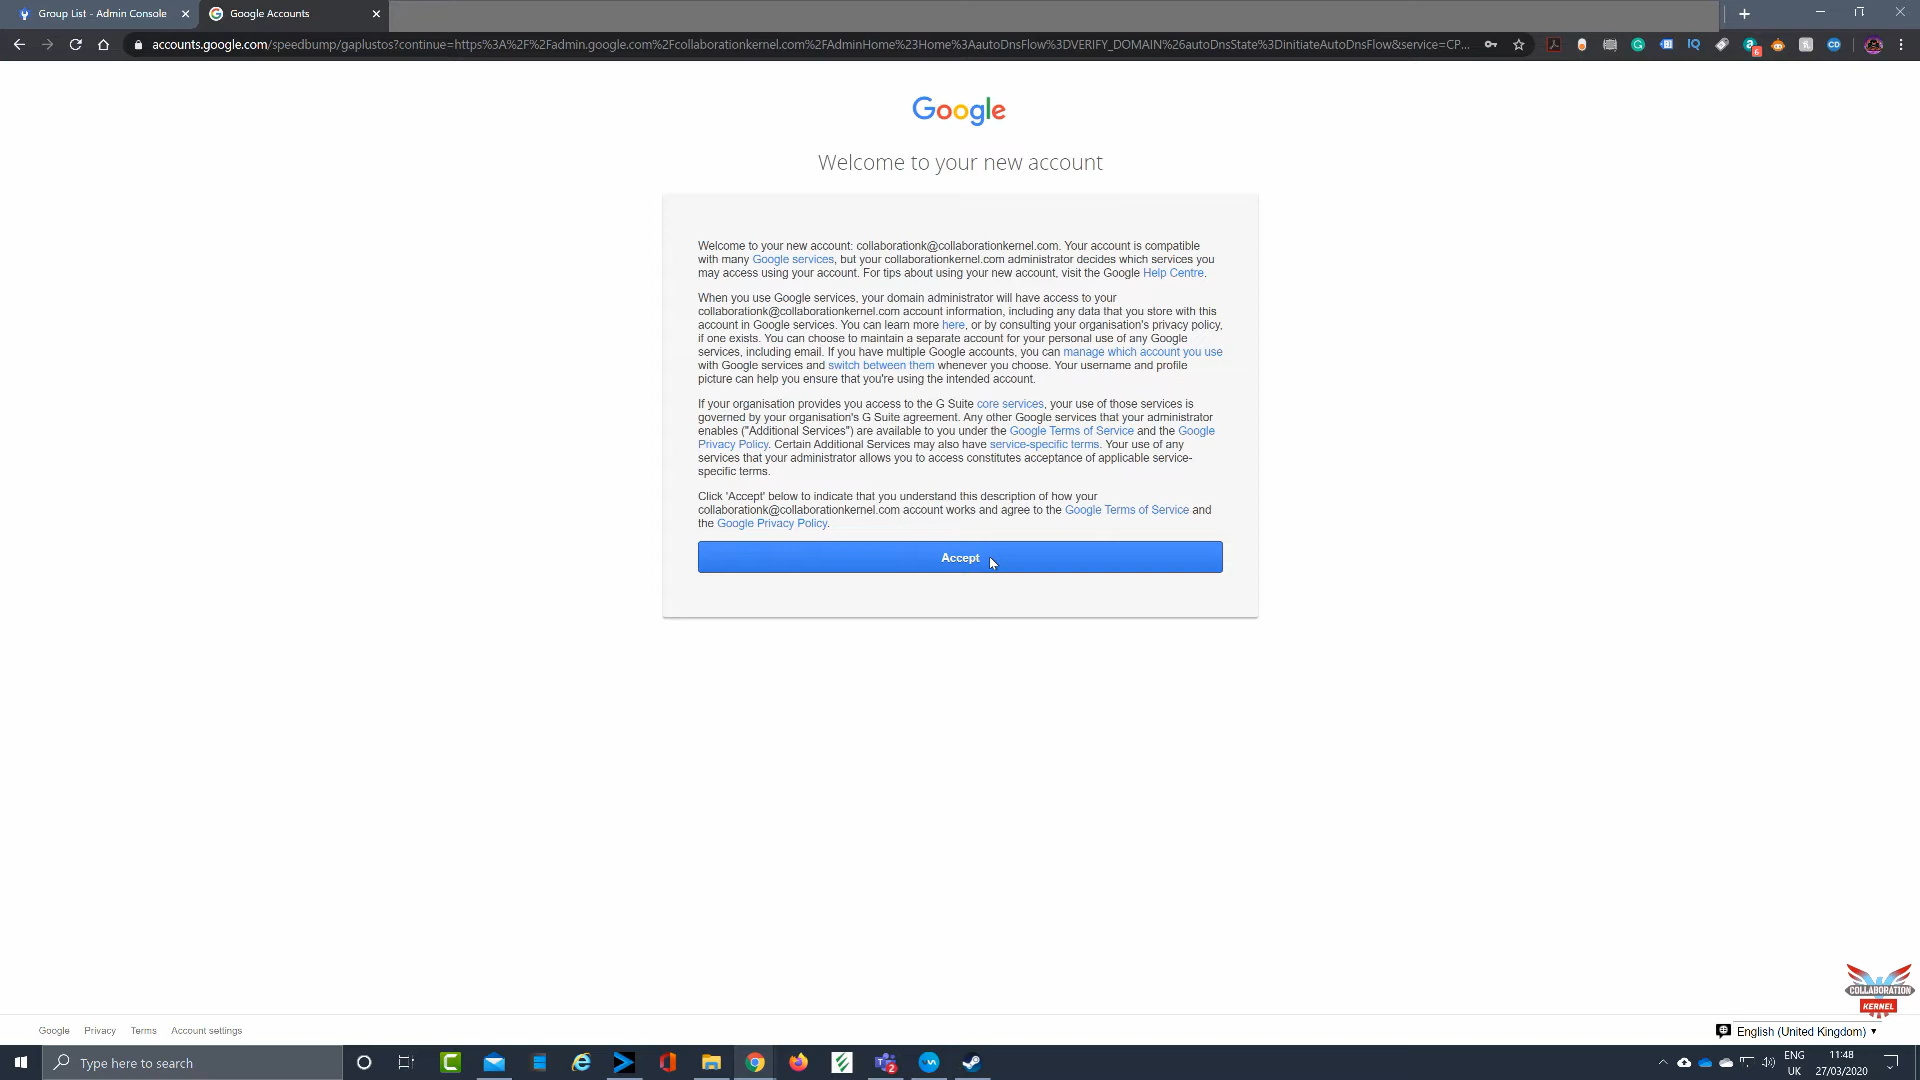 Group List - Admin Console
Google Accounts
accounts.google.com/speedbump/gaplustos?continue=https%3A%2F%2Fadmin.google.com%2Fcollaborationkernel.com%2FAdminHome%23Home%3AautoDnsFlow%3DVERIFY_DOMAIN%26autoDnsState%3DinitiateAutoDnsFlow&service=CP...
Google
Welcome to your new account
Welcome to your new account: collaborationk@collaborationkernel.com. Your account is compatible
with many Google services, but your collaborationkernel.com administrator decides which services you
may access using your account. For tips about using your new account, visit the Google Help Centre.
When you use Google services, your domain administrator will have access to your
collaborationk@collaborationkernel.com account information, including any data that you store with this
account in Google services. You can learn more here, or by consulting your organisation's privacy policy,
if one exists. You can choose to maintain a separate account for your personal use of any Google
services, including email. If you have multiple Google accounts, you can manage which account you use
with Google services and switch between them whenever you choose. Your username and profile
picture can help you ensure that you're using the intended account.
If your organisation provides you access to the G Suite core services, your use of those services is
governed by your organisation's G Suite agreement. Any other Google services that your administrator
enables ("Additional Services") are available to you under the Google Terms of Service and the Google
Privacy Policy. Certain Additional Services may also have service-specific terms. Your use of any
services that your administrator allows you to access constitutes acceptance of applicable service-
specific terms.
Click 'Accept' below to indicate that you understand this description of how your
collaborationk@collaborationkernel.com account works and agree to the Google Terms of Service and
the Google Privacy Policy.
Accept
COLLABORATION
KERNEL
Google Privacy Terms Account settings
English (United Kingdom)
Type here to search
ENG
UK
11:48
27/03/2020